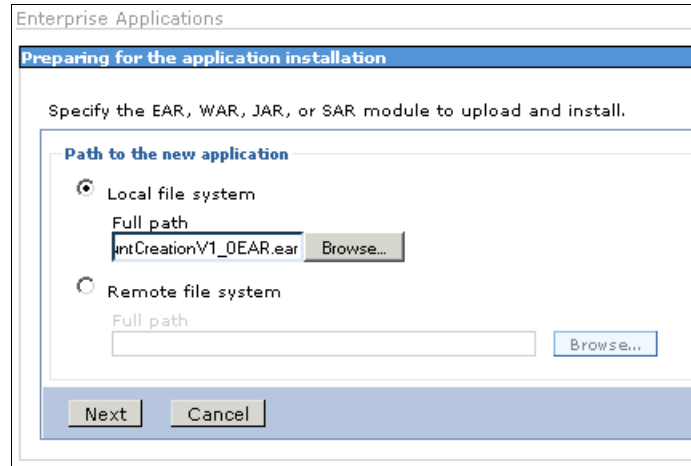 Enterprise Applications
Preparing for the application installation
Specify the EAR, WAR, JAR, or SAR module to upload and install.
Path to the new application
Local file system
Full path
untCreationV1_0EAR.ear Browse...
Remote file system
Full path
Browse...
Next Cancel